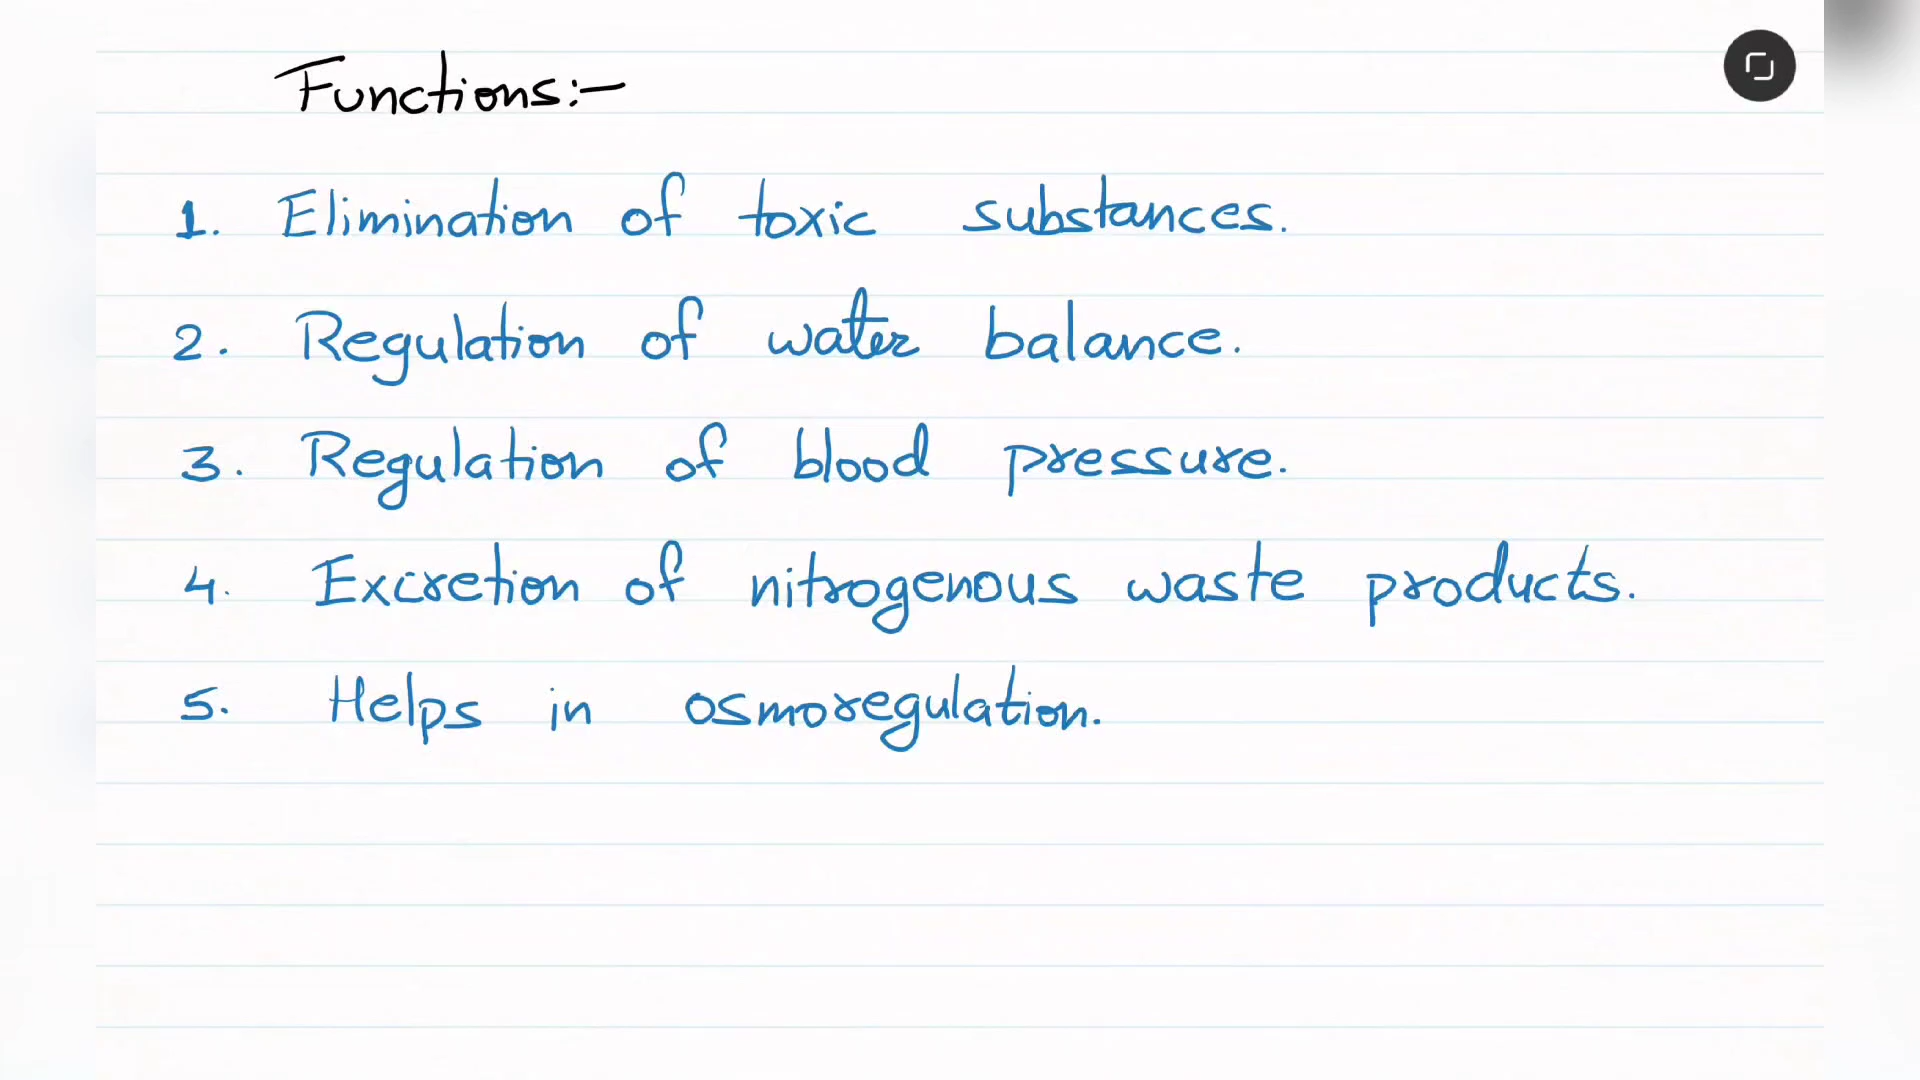 Functions:-
1. Elimination of toxic substances.
2. Regulation of water balance.
3. Regulation of blood pressure.
4. Excretion of nitrogenous waste products.
5. Helps in osmoregulation.